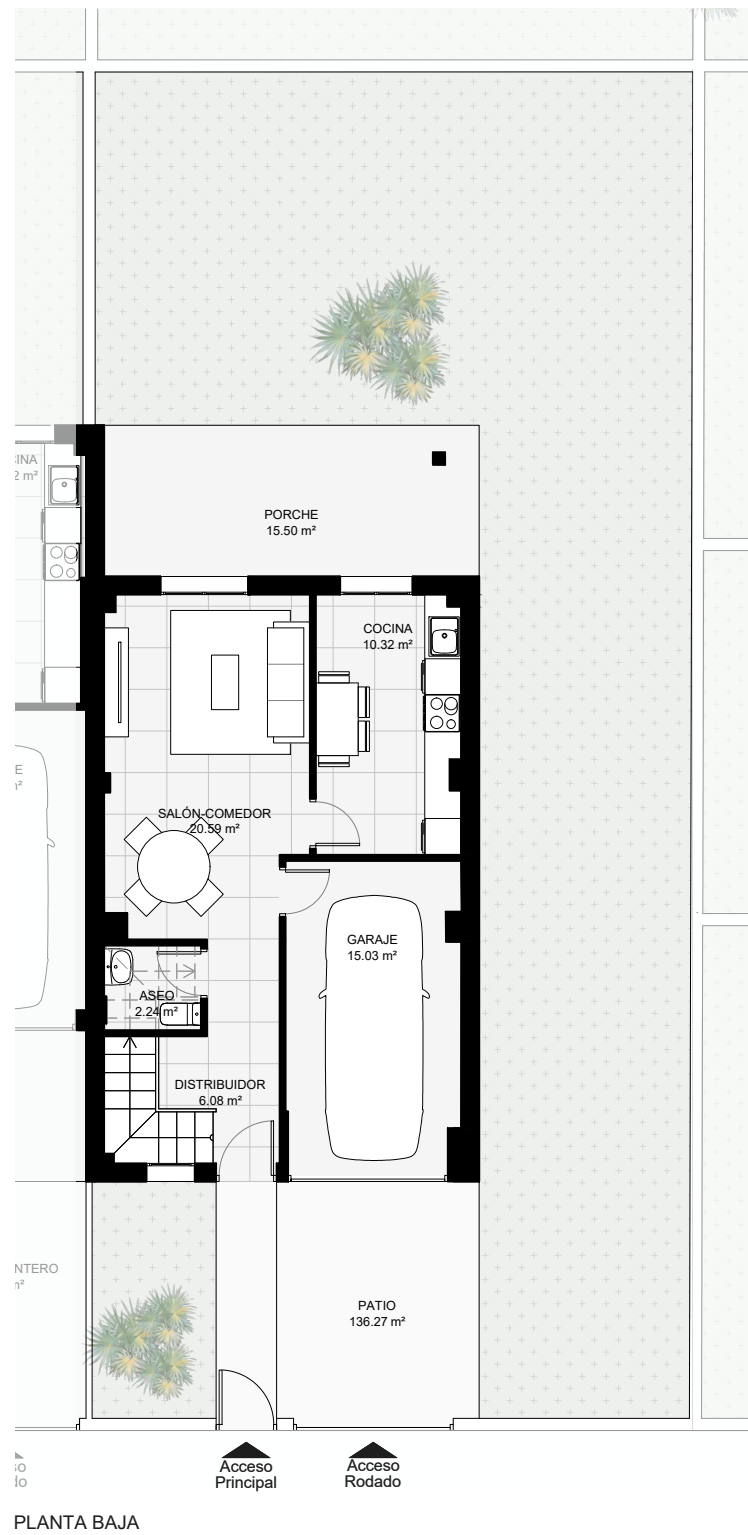 PORCHE
15.50 m²
COCINA
10.32 m²
SALÓN-COMEDOR
20.59 m²
GARAJE
15.03 m²
ASEO
2.24 m²
DISTRIBUIDOR
6.08 m²
PATIO
136.27 m²
Acceso
Principal
Acceso
Rodado
PLANTA BAJA